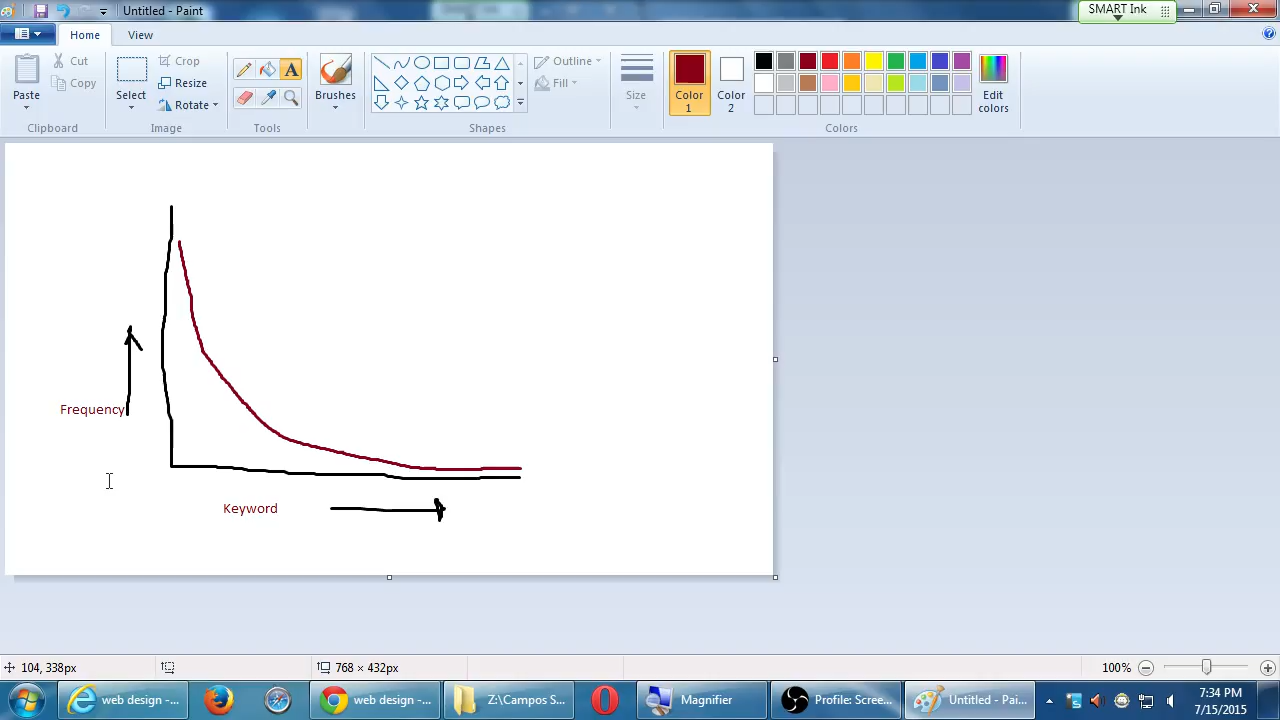 Untitled - Paint
SMART Ink
Home
View
Cut
Copy
Paste
Clipboard
Select
Crop
Resize
Rotate
Image
A
Tools
Brushes
Outline
Fill
Shapes
Size
Color 1
Color 2
Edit colors
Colors
Frequency
Keyword
104, 338px
768 × 432px
100%
web design -...
web design -...
Z:\Campos S...
Magnifier
Profile: Scree...
Untitled - Pai...
7:34 PM
7/15/2015